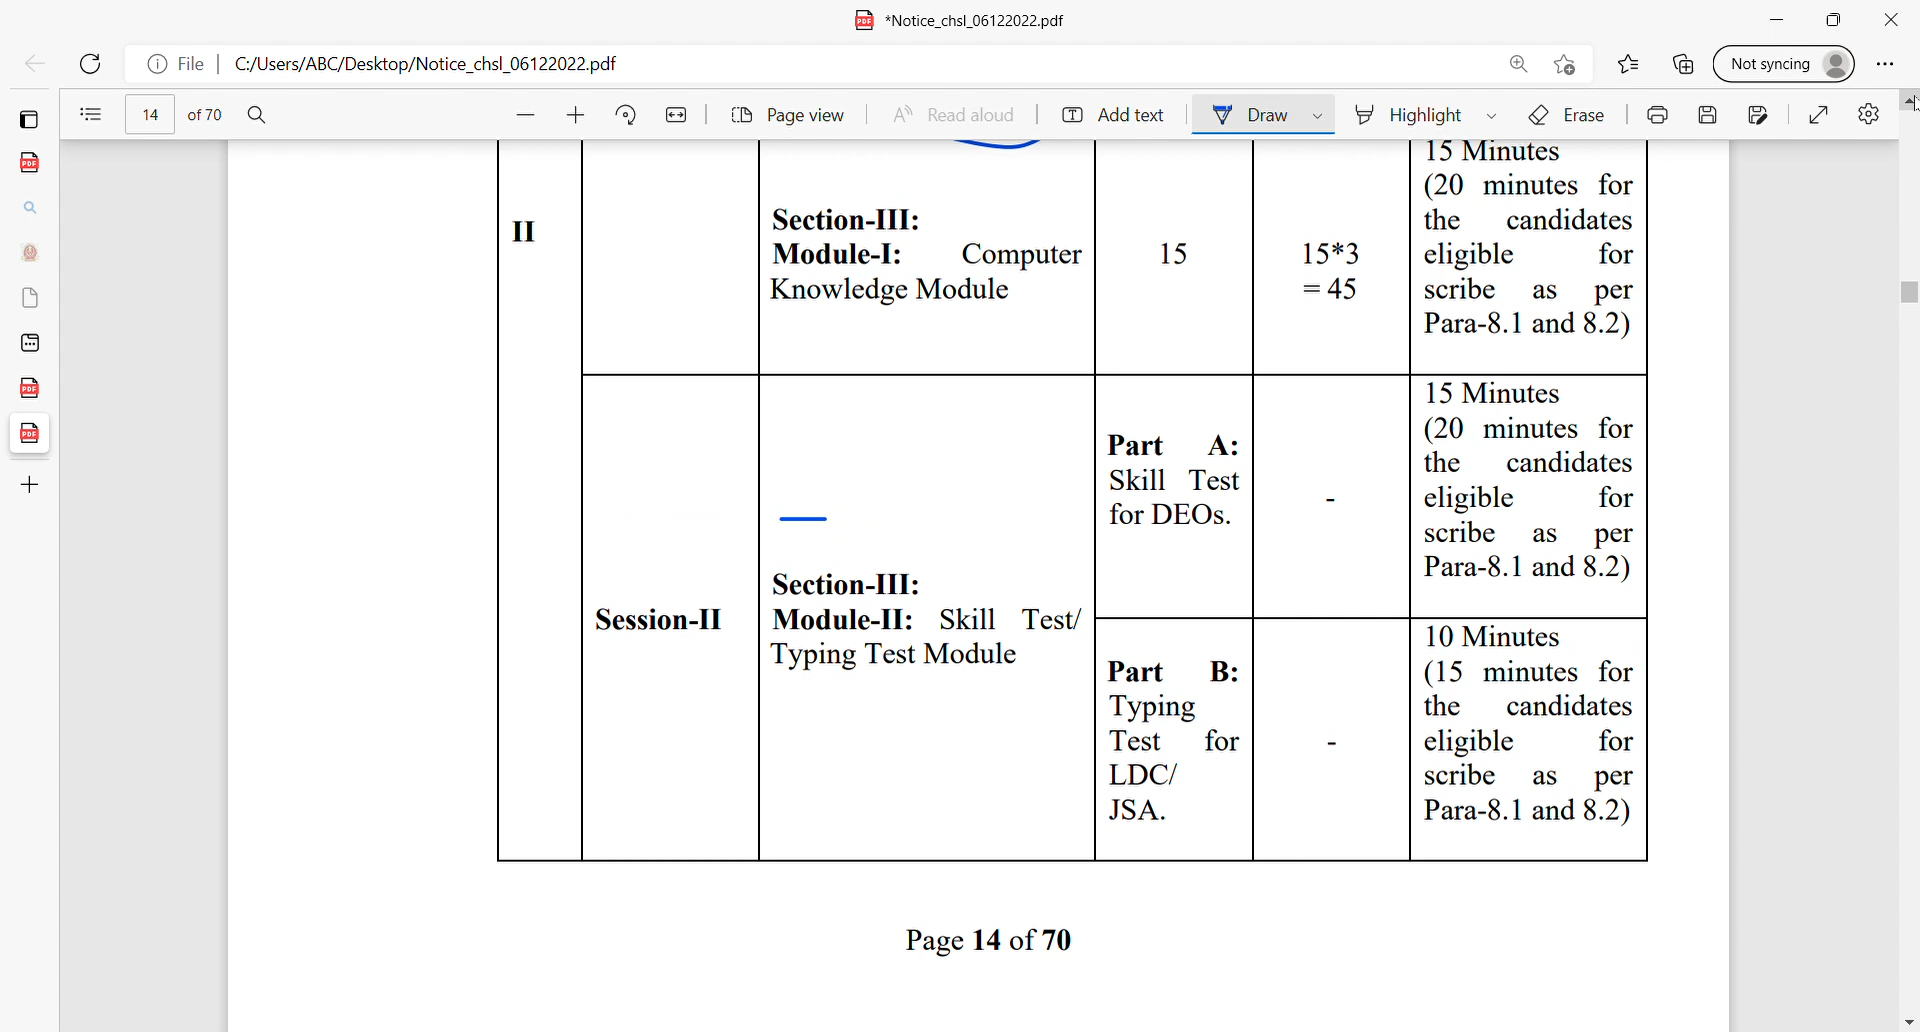 *Notice_chsl_06122022.pdf
File
C:/Users/ABC/Desktop/Notice_chsl_06122022.pdf
Not syncing
14 of 70
Page view
Read aloud
Add text
Draw
Highlight
Erase
II
Section-III:
Module-I: Computer
Knowledge Module
15
15*3
= 45
15 Minutes
(20 minutes for
the candidates
eligible for
scribe as per
Para-8.1 and 8.2)
Session-II
Section-III:
Module-II: Skill Test/
Typing Test Module
Part A:
Skill Test
for DEOs.
-
15 Minutes
(20 minutes for
the candidates
eligible for
scribe as per
Para-8.1 and 8.2)
Part B:
Typing
Test for
LDC/
JSA.
-
10 Minutes
(15 minutes for
the candidates
eligible for
scribe as per
Para-8.1 and 8.2)
Page 14 of 70